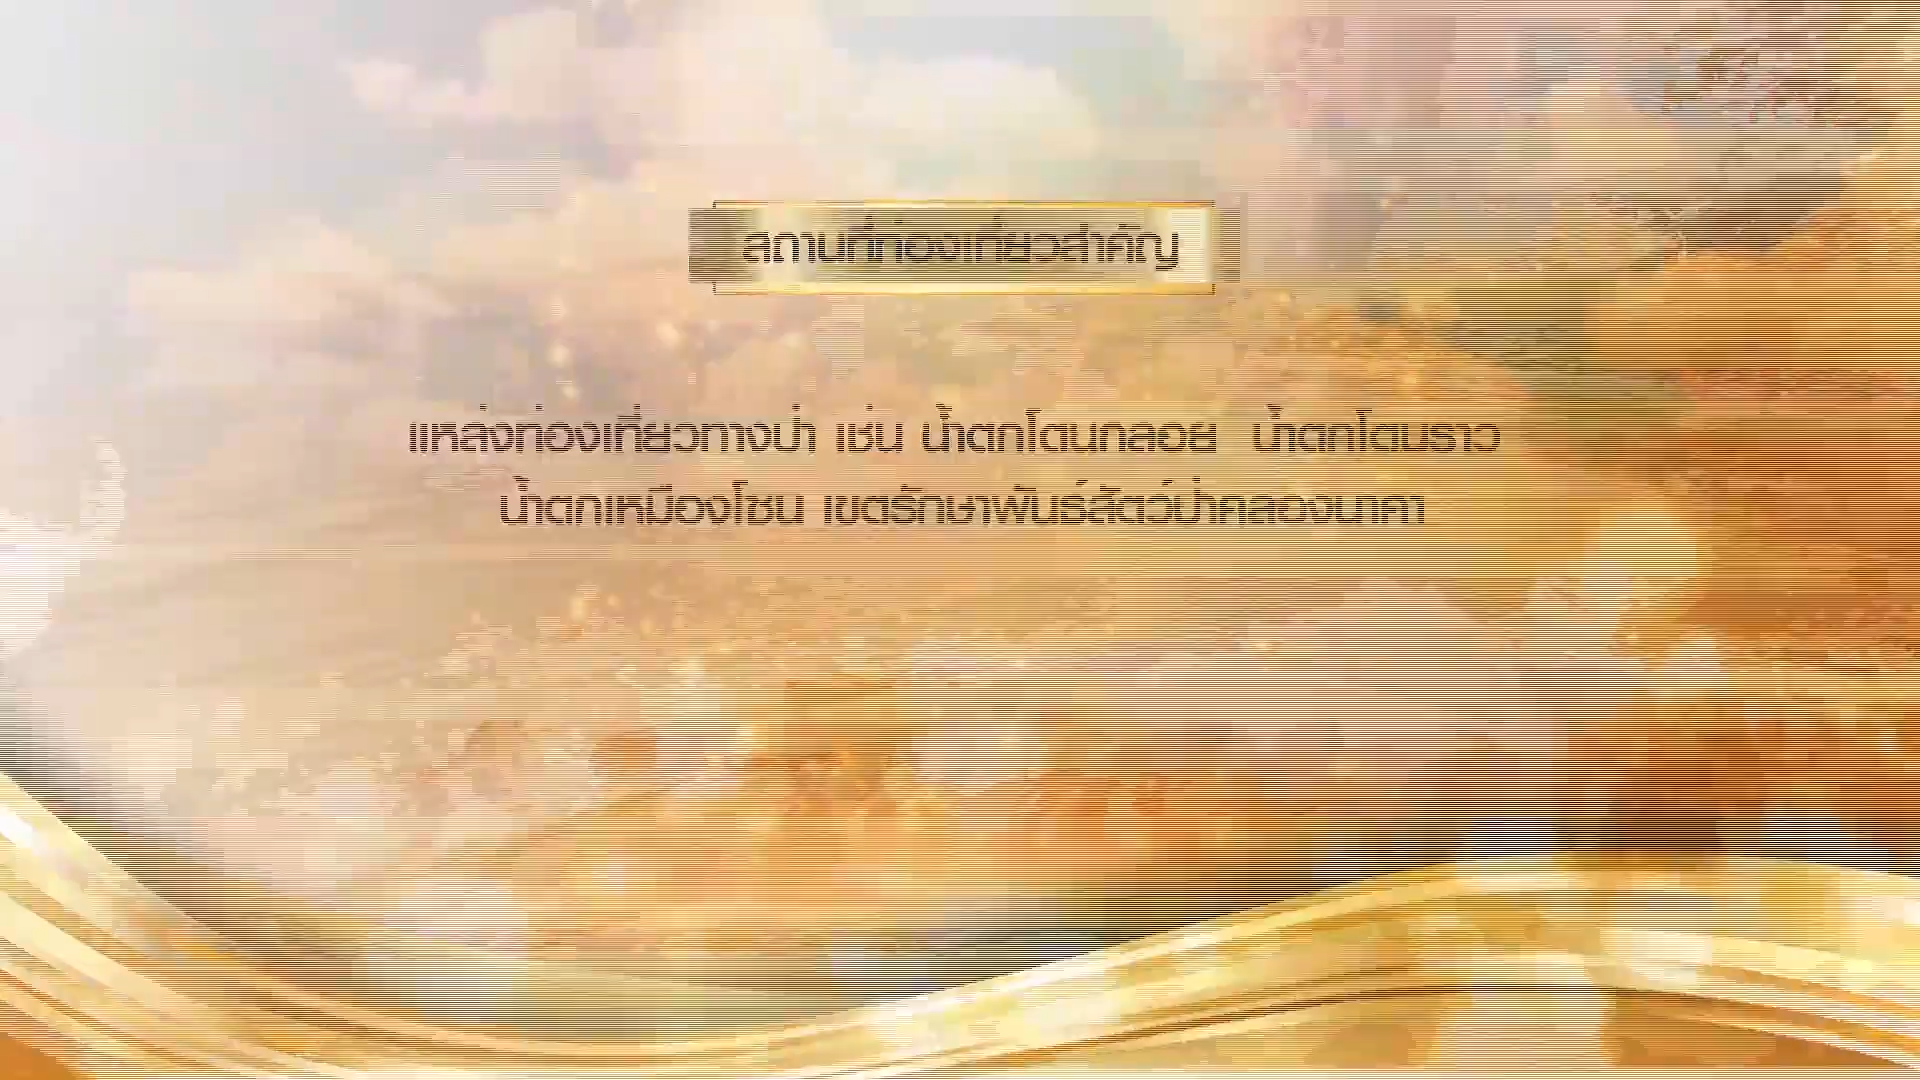 สถานที่ท่องเที่ยวสำคัญ
แหล่งท่องเที่ยวทางป่า เช่น น้ำตกโตนกลอย น้ำตกโตนราว
น้ำตกเหมืองโชน เขตรักษาพันธุ์สัตว์ป่าคลองนาคา